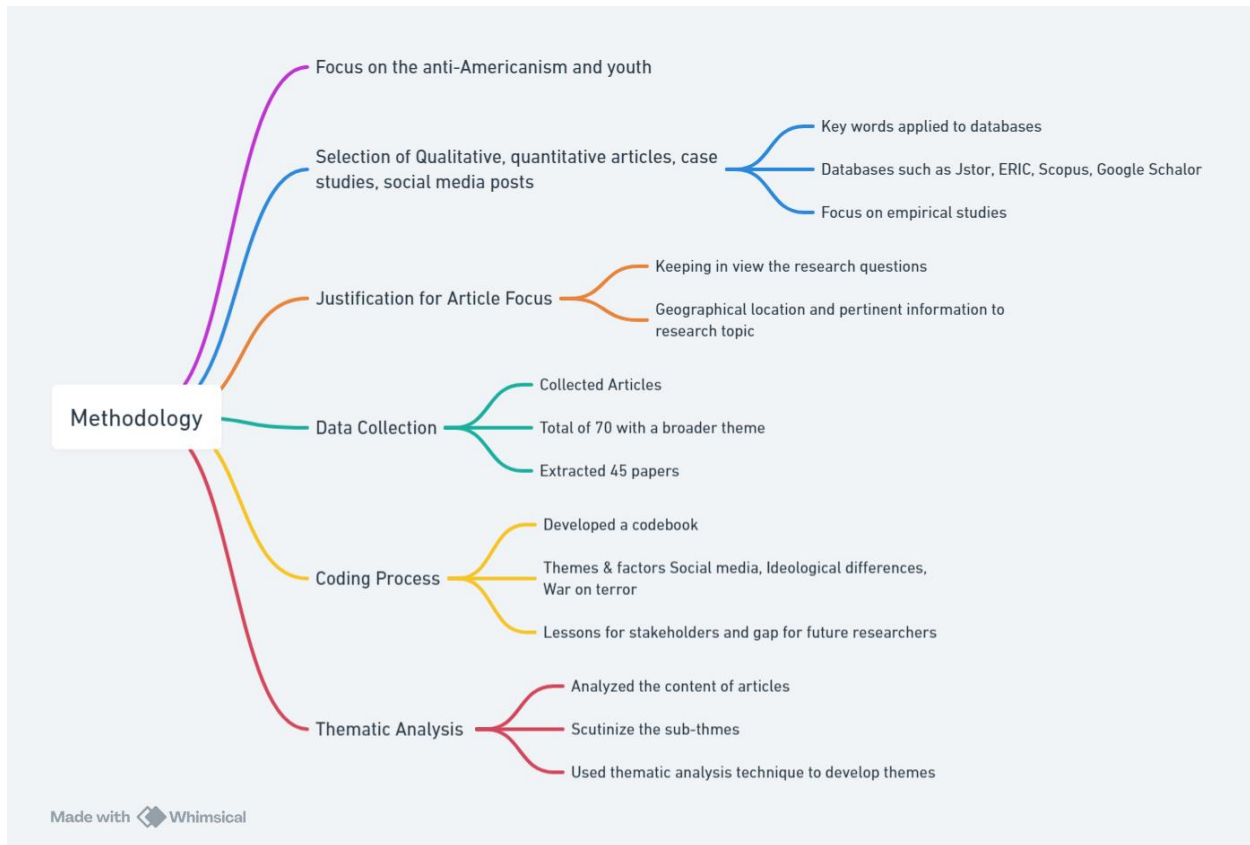 Methodology
Focus on the anti-Americanism and youth
Selection of Qualitative, quantitative articles, case
studies, social media posts
Key words applied to databases
Databases such as Jstor, ERIC, Scopus, Google Schalor
Focus on empirical studies
Justification for Article Focus
Keeping in view the research questions
Geographical location and pertinent information to
research topic
Data Collection
Collected Articles
Total of 70 with a broader theme
Extracted 45 papers
Coding Process
Developed a codebook
Themes & factors Social media, Ideological differences,
War on terror
Lessons for stakeholders and gap for future researchers
Thematic Analysis
Analyzed the content of articles
Scutinize the sub-thmes
Used thematic analysis technique to develop themes
Made with Whimsical